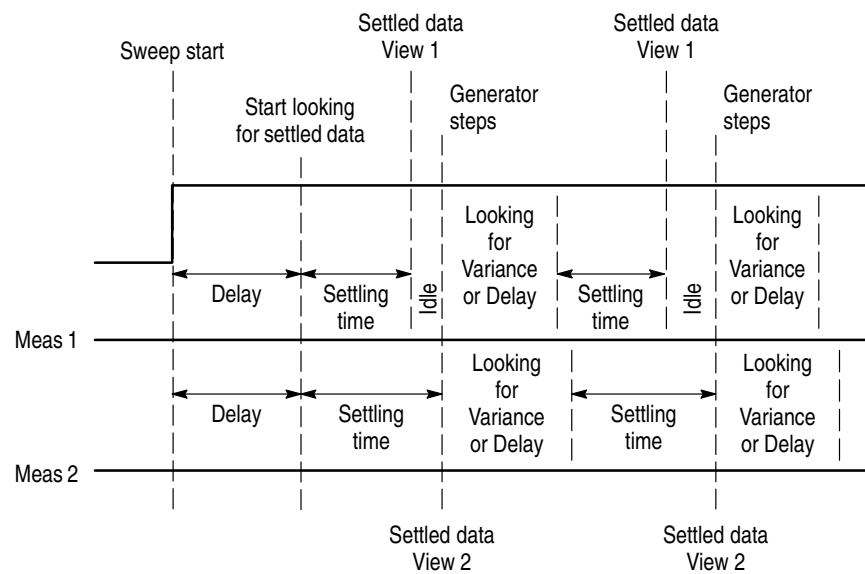 Settled data
View 1
Settled data
View 1
Sweep start
Generator
steps
Generator
steps
Start looking
for settled data
Looking
for
Variance
or Delay
Looking
for
Variance
or Delay
Delay
Settling
time
Idle
Settling
time
Idle
Meas 1
Looking
for
Variance
or Delay
Looking
for
Variance
or Delay
Delay
Settling
time
Settling
time
Meas 2
Settled data
View 2
Settled data
View 2